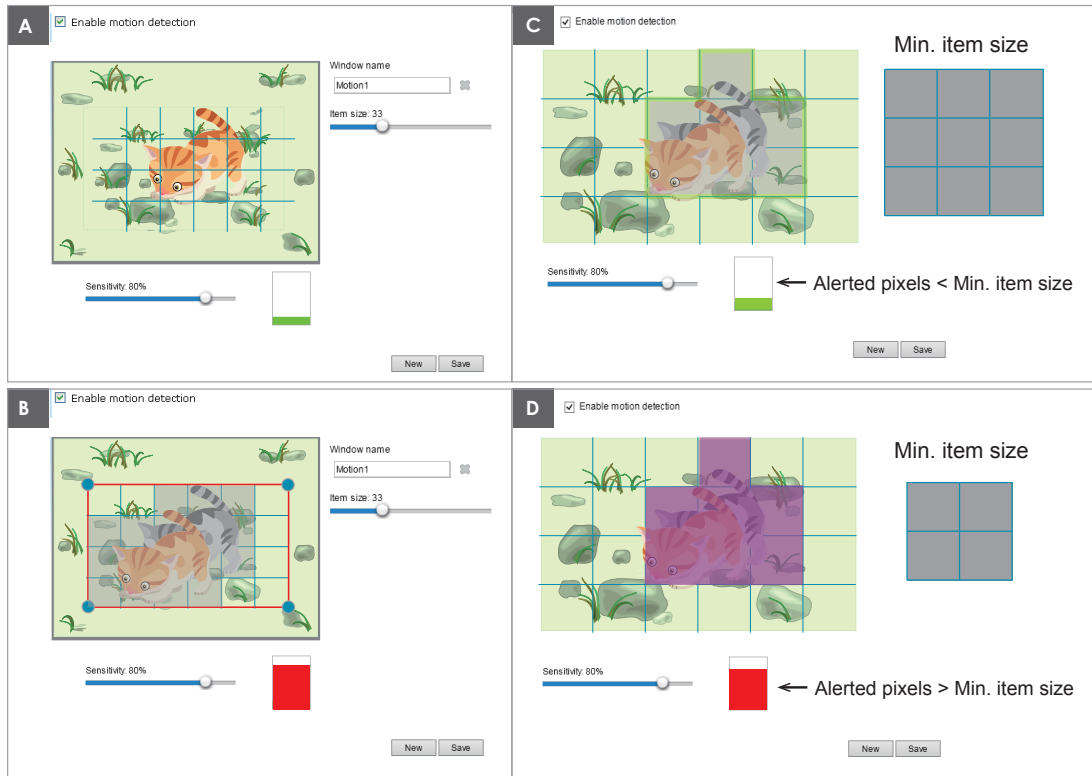 A
Enable motion detection
Window name
Motion1
Item size: 33
Sensitivity: 80%
New Save
B
Enable motion detection
Window name
Motion1
Item size: 33
Sensitivity: 80%
New Save
C
Enable motion detection
Min. item size
Sensitivity: 80%
Alerted pixels < Min. item size
New Save
D
Enable motion detection
Min. item size
Sensitivity: 80%
Alerted pixels > Min. item size
New Save